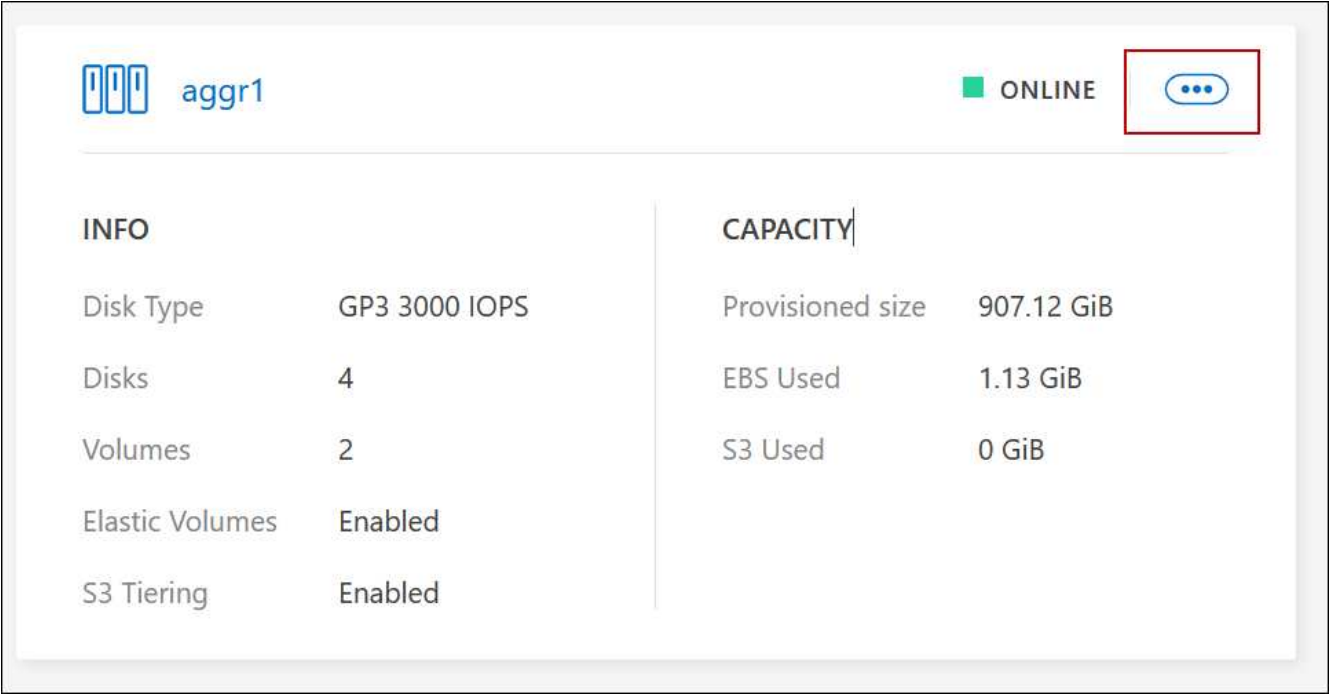 aggr1
ONLINE
INFO
Disk Type GP3 3000 IOPS
Disks 4
Volumes 2
Elastic Volumes Enabled
S3 Tiering Enabled
CAPACITY
Provisioned size 907.12 GiB
EBS Used 1.13 GiB
S3 Used 0 GiB